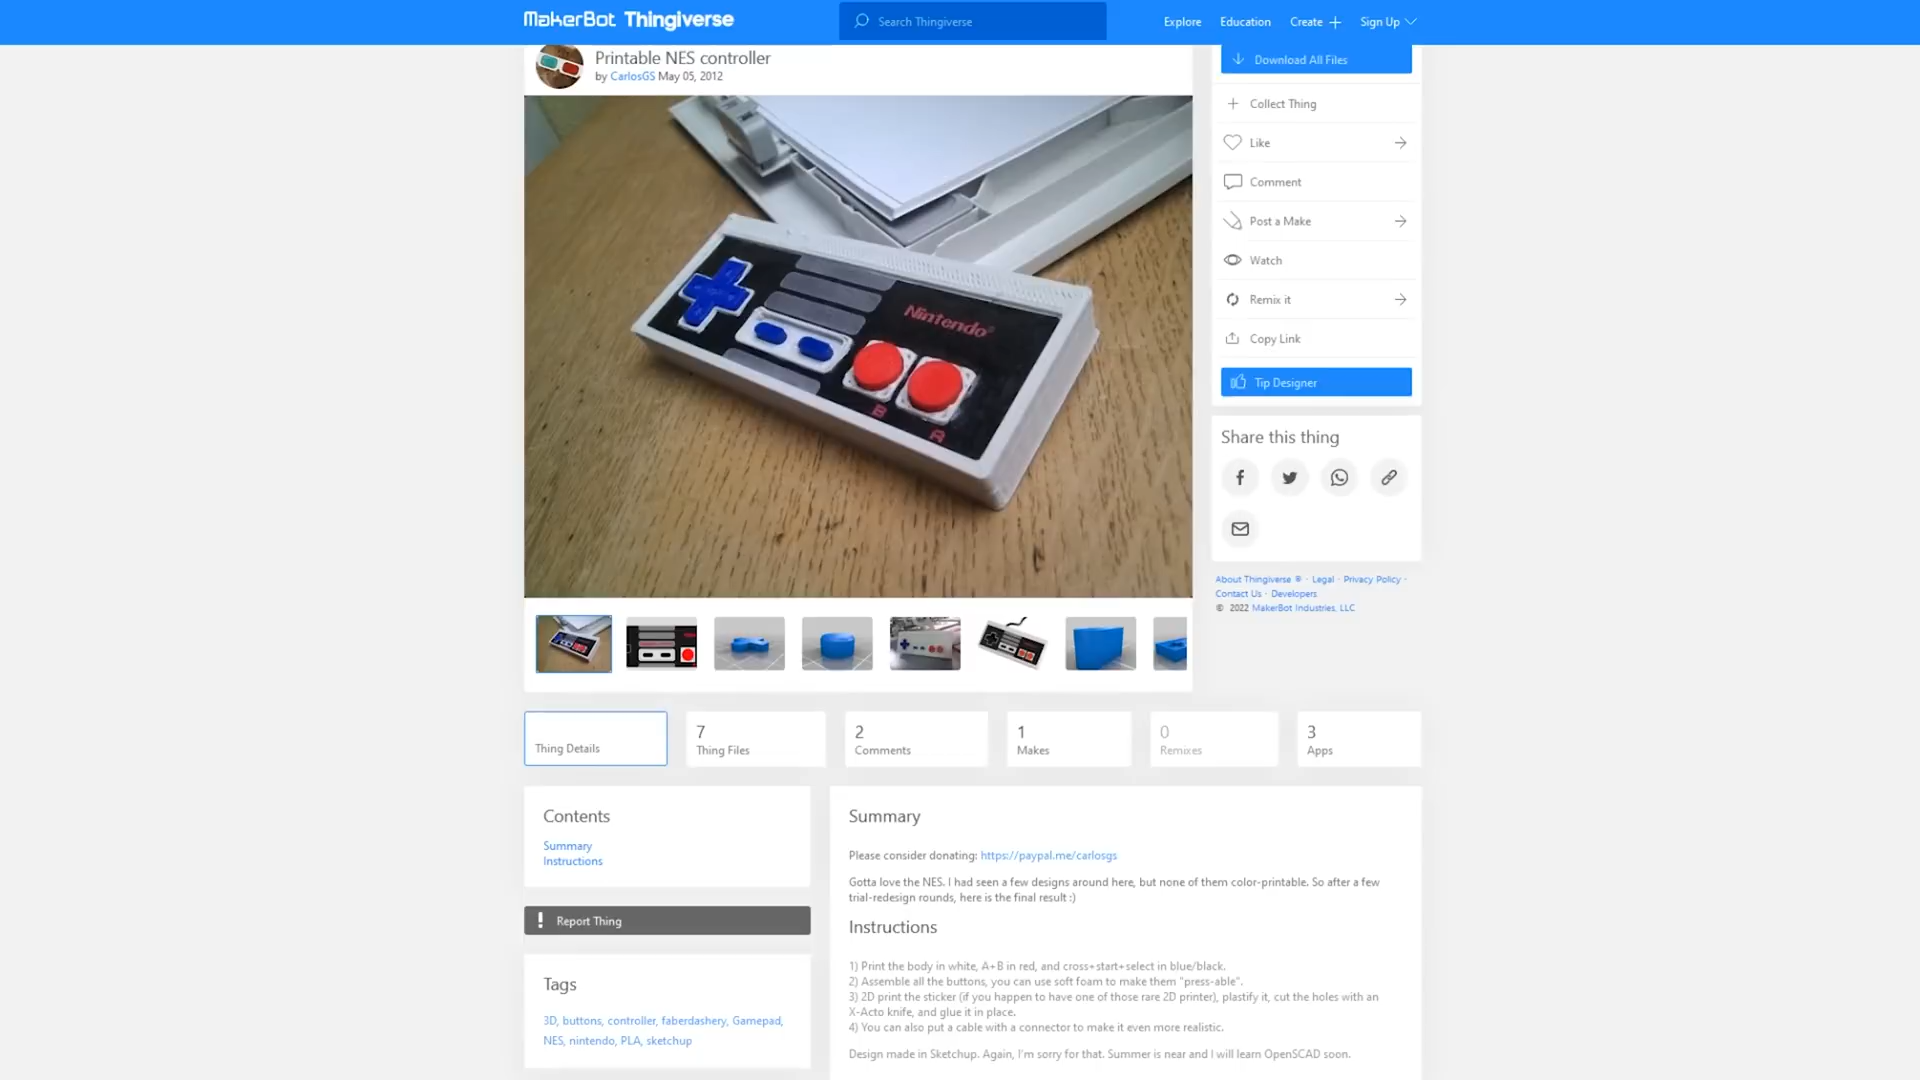 MakerBot Thingiverse
Search Thingiverse
Explore
Education
Create
Sign Up
Printable NES controller
by CarlosGS May 05, 2012
Nintendo®
B
A
Download All Files
Collect Thing
Like
Comment
Post a Make
Watch
Remix it
Copy Link
Tip Designer
Share this thing
About Thingiverse ® · Legal · Privacy Policy ·
Contact Us · Developers
© 2022 MakerBot Industries, LLC
Thing Details
7
Thing Files
2
Comments
1
Makes
0
Remixes
3
Apps
Contents
Summary
Instructions
Report Thing
Tags
3D, buttons, controller, faberdashery, Gamepad,
NES, nintendo, PLA, sketchup
Summary
Please consider donating: https://paypal.me/carlosgs
Gotta love the NES. I had seen a few designs around here, but none of them color-printable. So after a few
trial-redesign rounds, here is the final result :)
Instructions
1) Print the body in white, A+B in red, and cross+start+select in blue/black.
2) Assemble all the buttons, you can use soft foam to make them "press-able".
3) 2D print the sticker (if you happen to have one of those rare 2D printer), plastify it, cut the holes with an
X-Acto knife, and glue it in place.
4) You can also put a cable with a connector to make it even more realistic.
Design made in Sketchup. Again, I'm sorry for that. Summer is near and I will learn OpenSCAD soon.